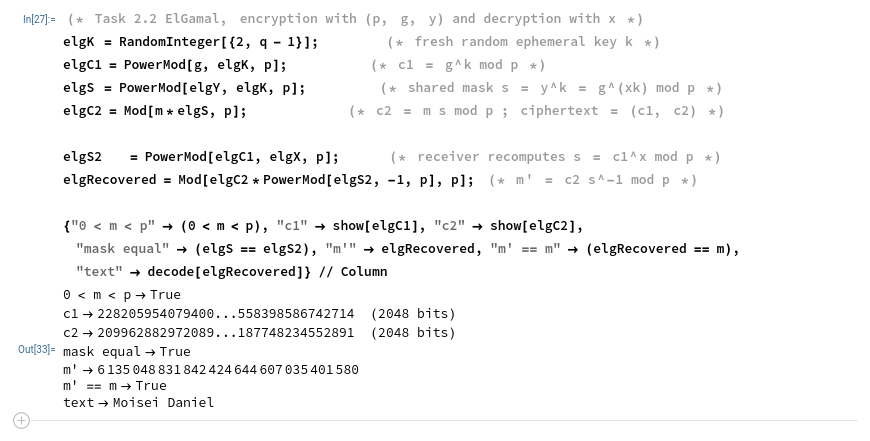 In[27]:= (* Task 2.2 ElGamal, encryption with (p, g, y) and decryption with x *)
elgK = RandomInteger[{2, q - 1}]; (* fresh random ephemeral key k *)
elgC1 = PowerMod[g, elgK, p]; (* c1 = g^k mod p *)
elgS = PowerMod[elgY, elgK, p]; (* shared mask s = y^k = g^(xk) mod p *)
elgC2 = Mod[m * elgS, p]; (* c2 = m s mod p ; ciphertext = (c1, c2) *)
elgS2 = PowerMod[elgC1, elgX, p]; (* receiver recomputes s = c1^x mod p *)
elgRecovered = Mod[elgC2 * PowerMod[elgS2, -1, p], p]; (* m' = c2 s^-1 mod p *)
{"0 < m < p" → (0 < m < p), "c1" → show[elgC1], "c2" → show[elgC2],
"mask equal" → (elgS == elgS2), "m'" → elgRecovered, "m' == m" → (elgRecovered == m),
"text" → decode[elgRecovered]} // Column
0 < m < p → True
c1 → 228205954079400...558398586742714 (2048 bits)
c2 → 209962882972089...187748234552891 (2048 bits)
Out[33]= mask equal → True
m' → 6 135 048 831 842 424 644 607 035 401 580
m' == m → True
text → Moisei Daniel